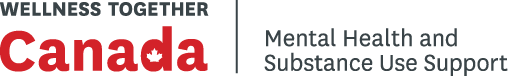 WELLNESS TOGETHER
Canada
Mental Health and
Substance Use Support